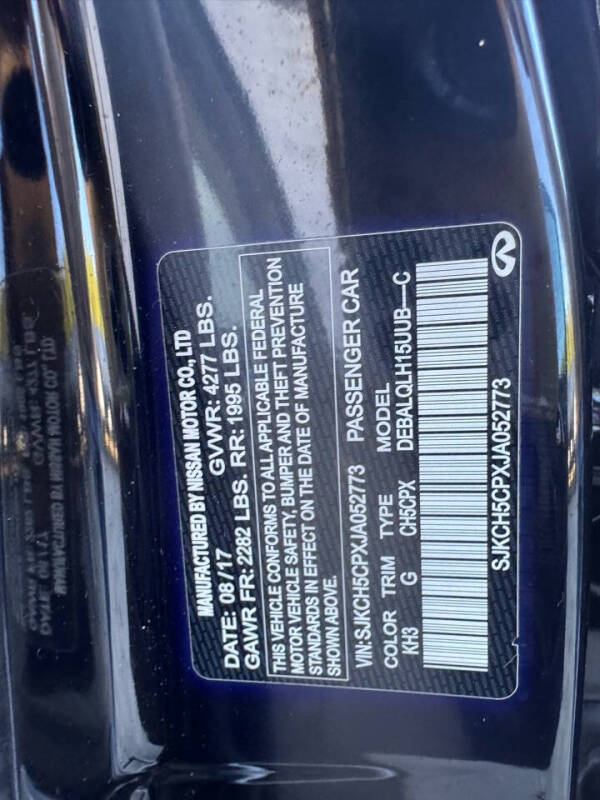 MANUFACTURED BY NISSAN MOTOR CO., LTD
DATE: 08/17 GVWR: 4277 LBS.
GAWR FR: 2282 LBS. RR: 1995 LBS.
THIS VEHICLE CONFORMS TO ALL APPLICABLE FEDERAL
MOTOR VEHICLE SAFETY, BUMPER AND THEFT PREVENTION
STANDARDS IN EFFECT ON THE DATE OF MANUFACTURE
SHOWN ABOVE.
VIN:SJKCH5CPXJA052773 PASSENGER CAR
COLOR TRIM TYPE MODEL
KH3 G CH5CPX DEBALQLH15UUB—C
SJKCH5CPXJA052773